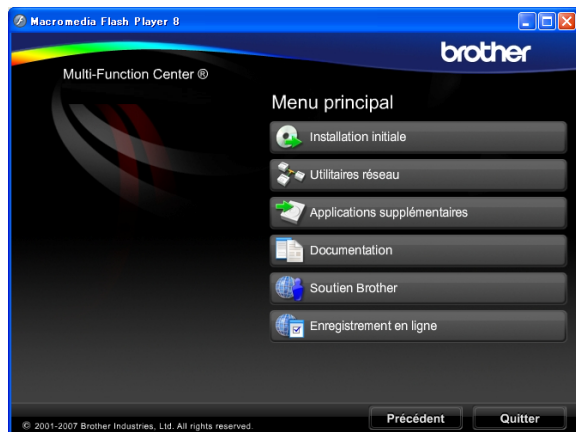 Macromedia Flash Player 8
brother
Multi-Function Center ®
Menu principal
Installation initiale
Utilitaires réseau
Applications supplémentaires
Documentation
Soutien Brother
Enregistrement en ligne
© 2001-2007 Brother Industries, Ltd. All rights reserved.
Précédent
Quitter